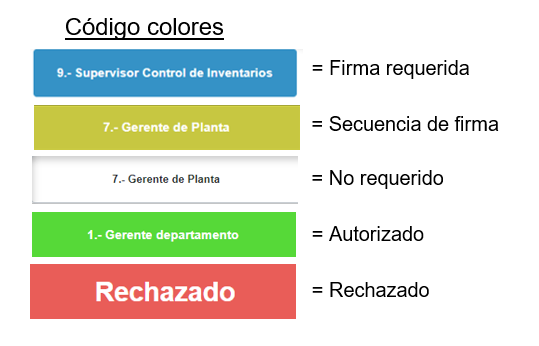 Código colores
9.- Supervisor Control de Inventarios = Firma requerida
7.- Gerente de Planta = Secuencia de firma
7.- Gerente de Planta = No requerido
1.- Gerente departamento = Autorizado
Rechazado = Rechazado